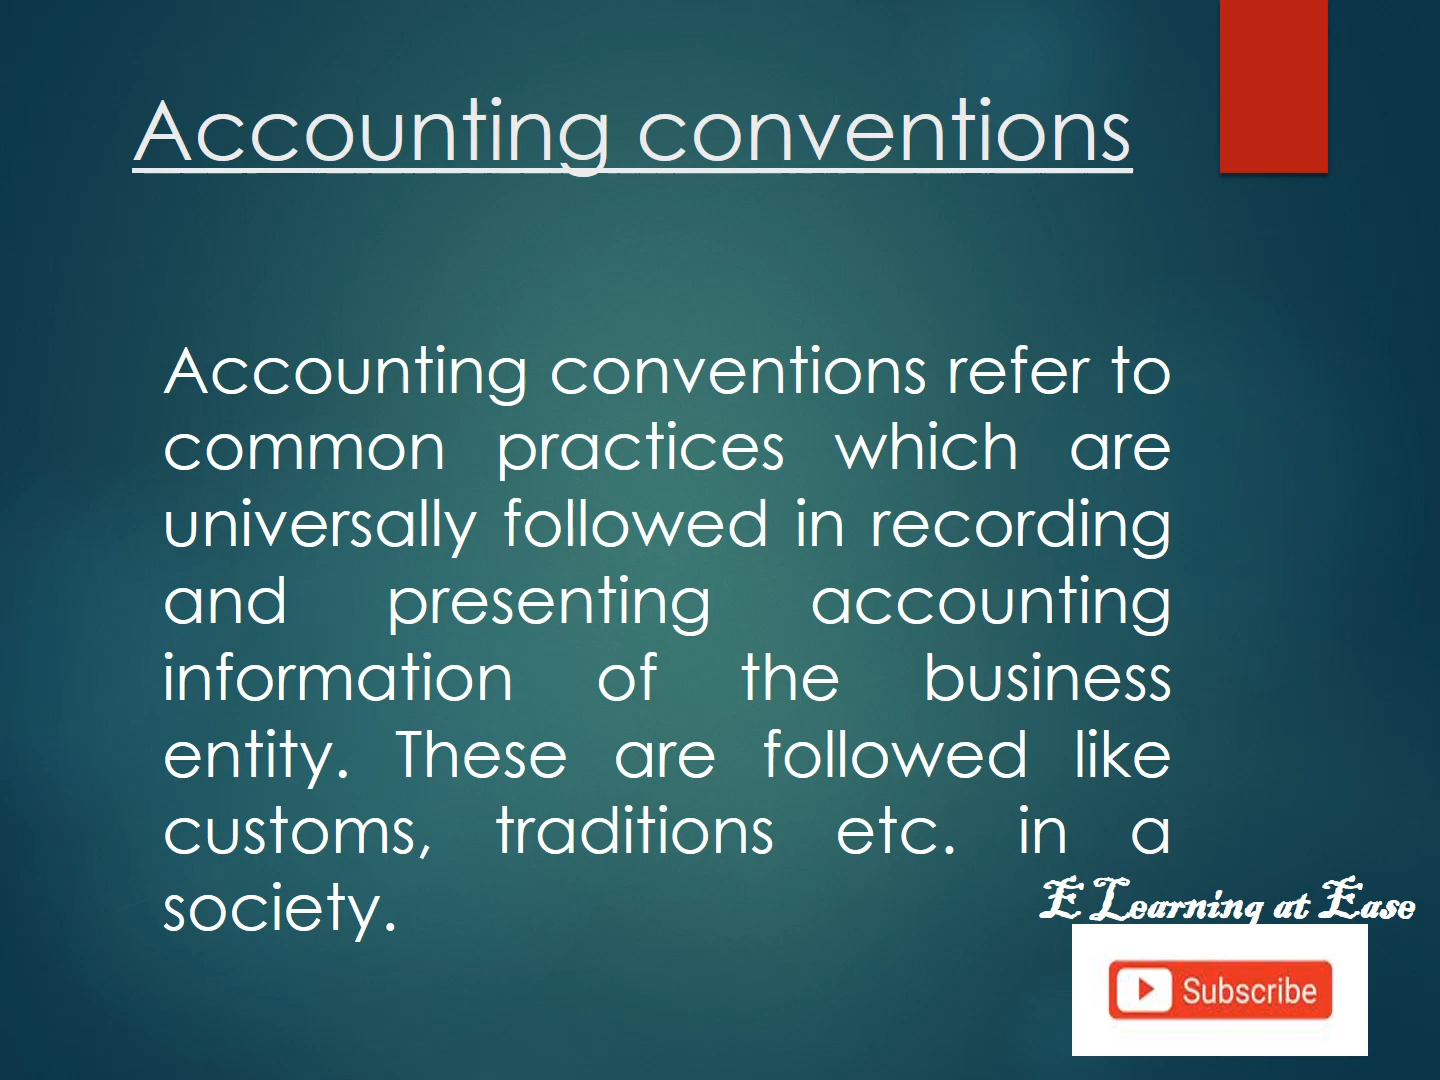 Accounting conventions
Accounting conventions refer to
common practices which are
universally followed in recording
and presenting accounting
information of the business
entity. These are followed like
customs, traditions etc. in a
society.
E Learning at Ease
Subscribe